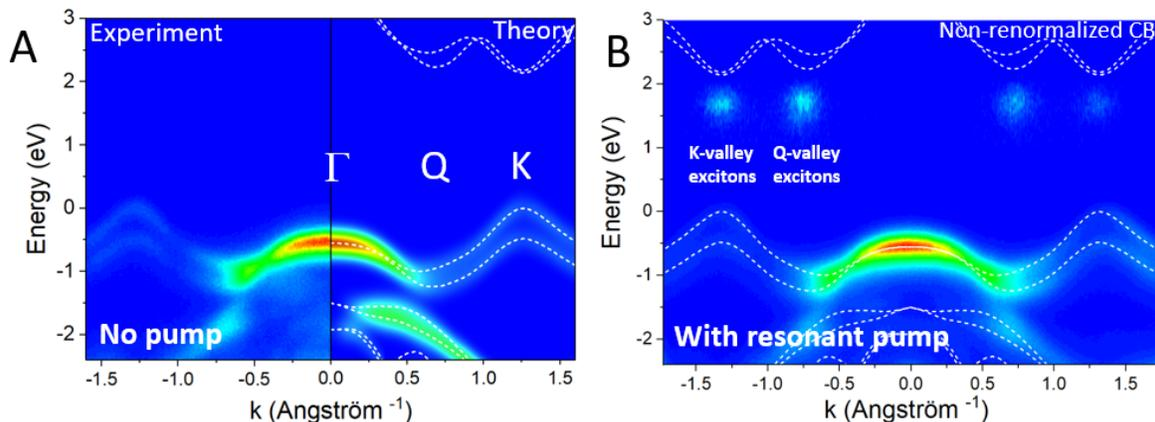 A
Experiment
Theory
Γ
Q
K
No pump
Energy (eV)
3
2
1
0
-1
-2
-1.5
-1.0
-0.5
0.0
0.5
1.0
1.5
k (Angström -1)
B
Non-renormalized CB
K-valley
excitons
Q-valley
excitons
With resonant pump
Energy (eV)
3
2
1
0
-1
-2
-1.5
-1.0
-0.5
0.0
0.5
1.0
1.5
k (Angström -1)